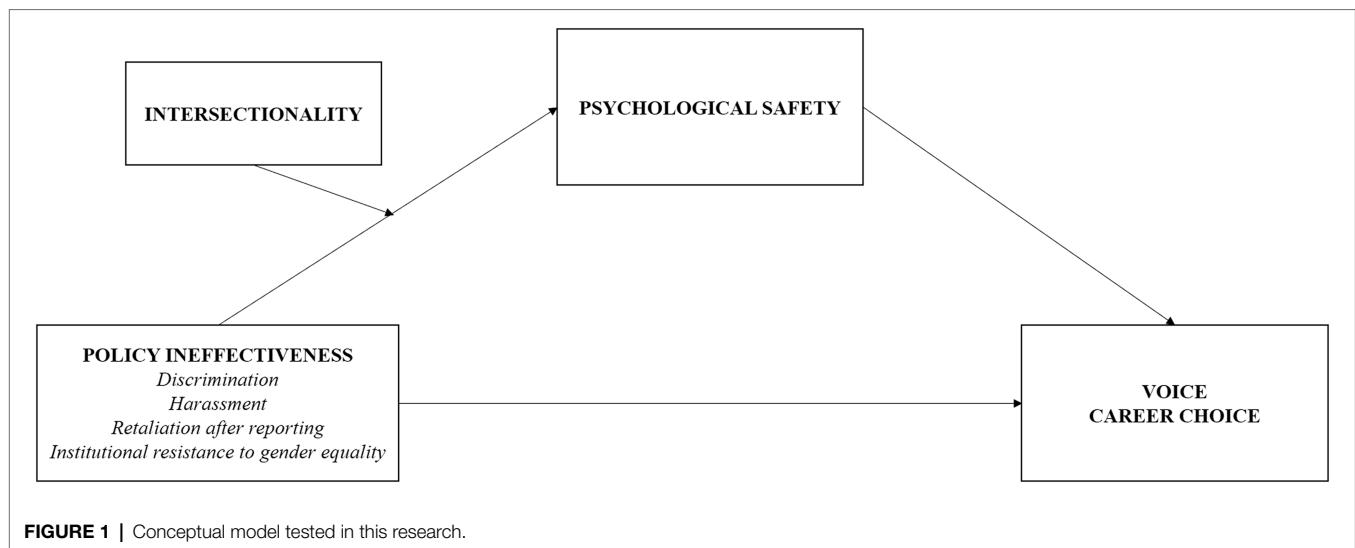 INTERSECTIONALITY
PSYCHOLOGICAL SAFETY
POLICY INEFFECTIVENESS
Discrimination
Harassment
Retaliation after reporting
Institutional resistance to gender equality
VOICE
CAREER CHOICE
FIGURE 1 | Conceptual model tested in this research.